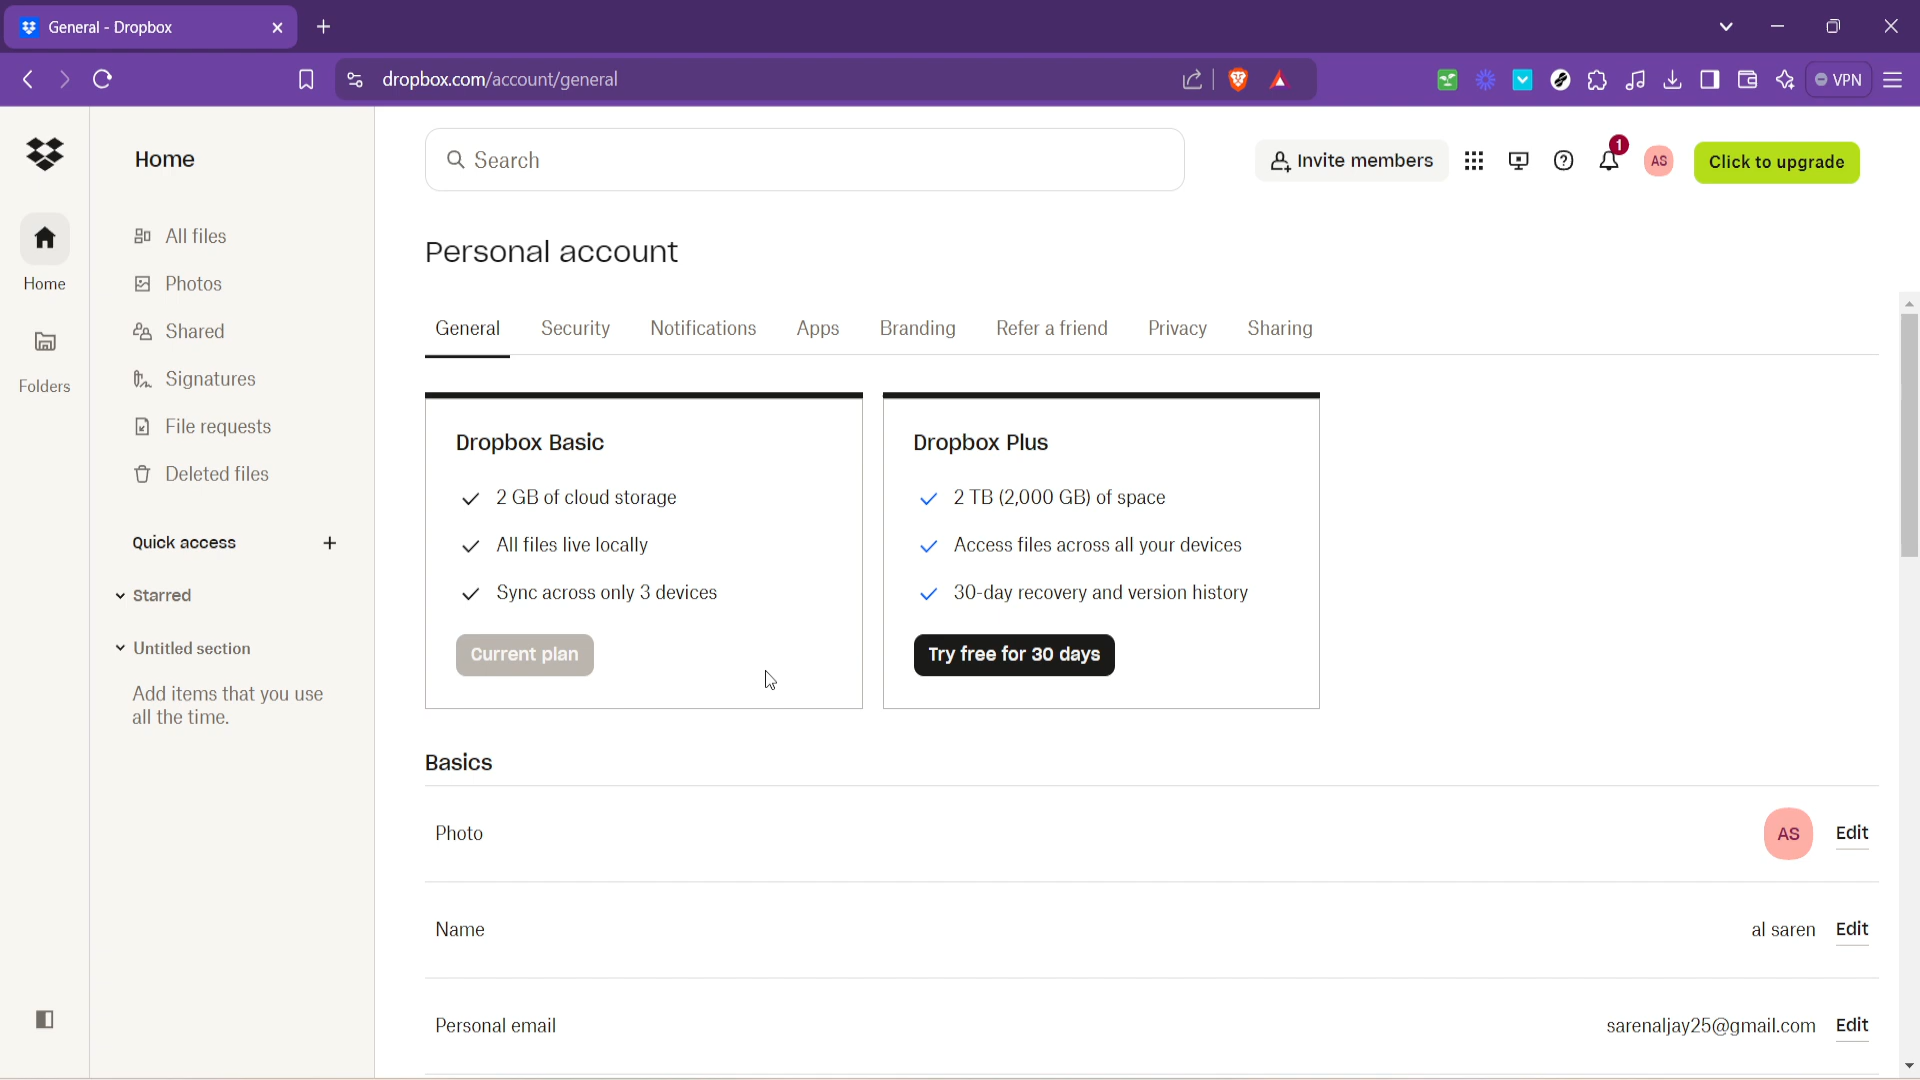 General - Dropbox
dropbox.com/account/general
VPN
Home
Folders
Home
All files
Photos
Shared
Signatures
File requests
Deleted files
Quick access
Starred
Untitled section
Add items that you use
all the time.
Search
Invite members
1
AS
Click to upgrade
Personal account
General Security Notifications Apps Branding Refer a friend Privacy Sharing
Dropbox Basic
2 GB of cloud storage
All files live locally
Sync across only 3 devices
Current plan
Dropbox Plus
2 TB (2,000 GB) of space
Access files across all your devices
30-day recovery and version history
Try free for 30 days
Basics
Photo AS Edit
Name al saren Edit
Personal email sarenaljay25@gmail.com Edit